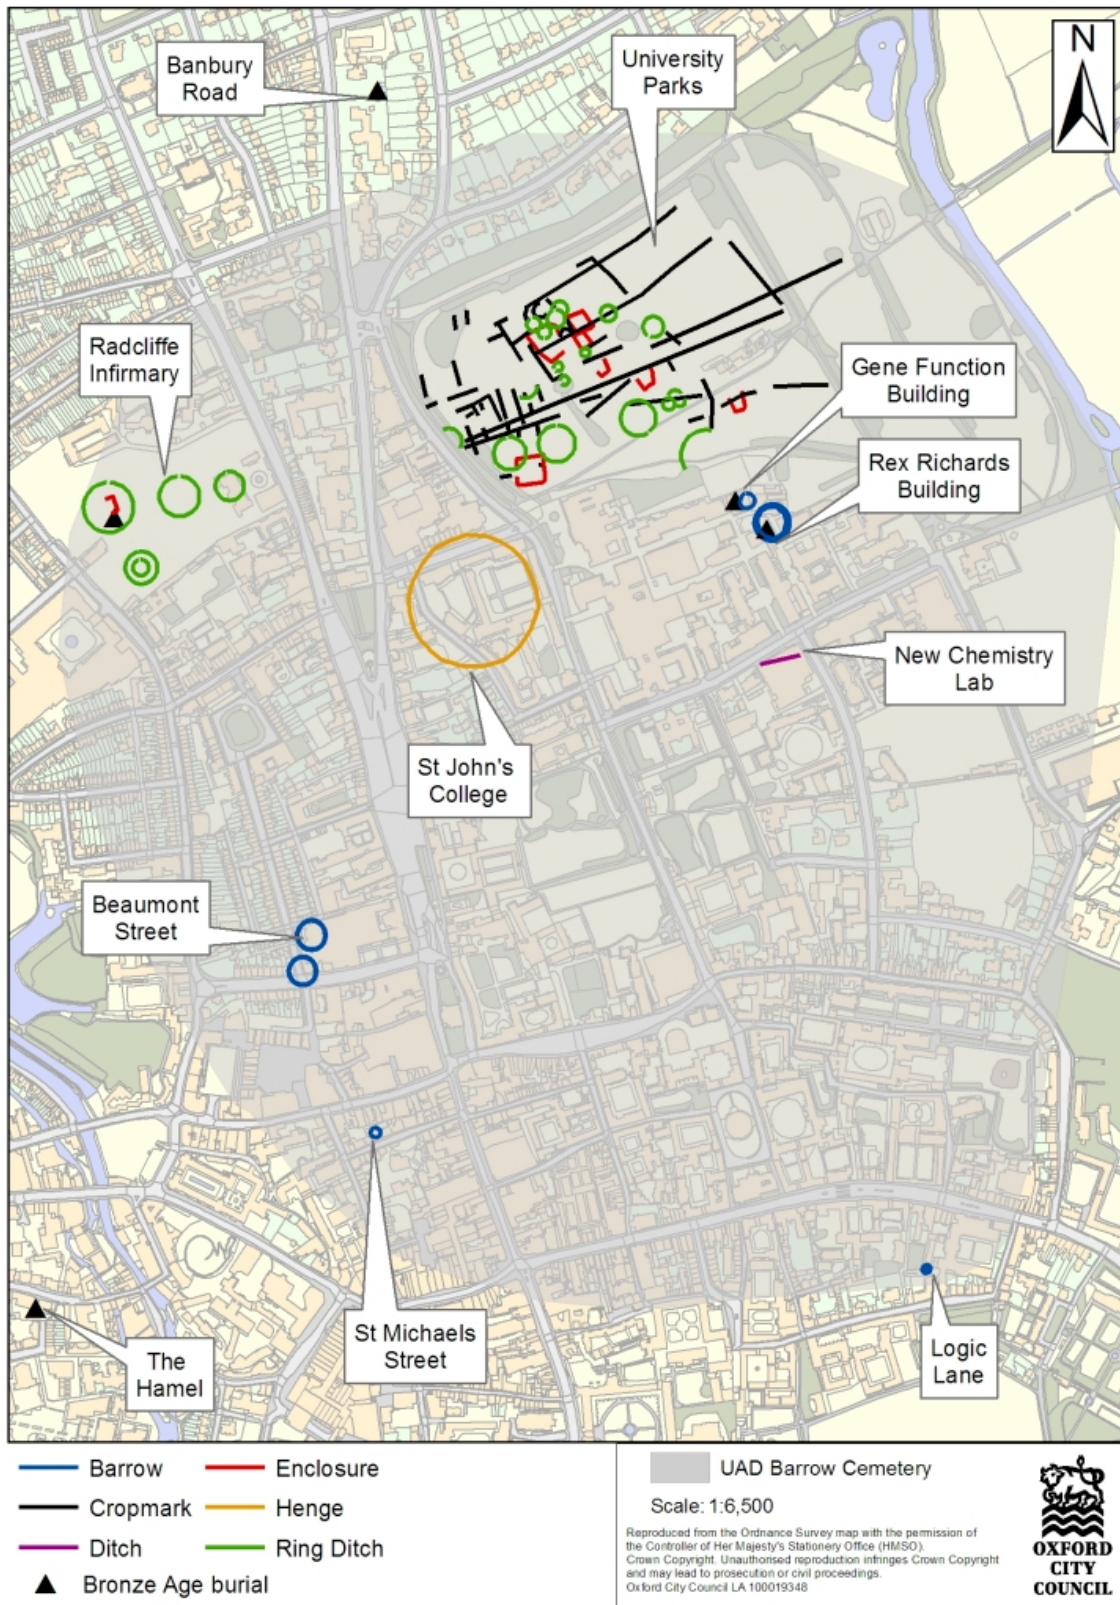 Banbury
Road
University
Parks
N
Radcliffe
Infirmary
Gene Function
Building
Rex Richards
Building
New Chemistry
Lab
St John's
College
Beaumont
Street
St Michaels
Street
The
Hamel
Logic
Lane
Barrow
Enclosure
Cropmark
Henge
Ditch
Ring Ditch
Bronze Age burial
UAD Barrow Cemetery
Scale: 1:6,500
Reproduced from the Ordnance Survey map with the permission of
the Controller of Her Majesty's Stationery Office (HMSO).
Crown Copyright. Unauthorised reproduction infringes Crown Copyright
and may lead to prosecution or civil proceedings.
Oxford City Council LA 100019348
OXFORD
CITY
COUNCIL